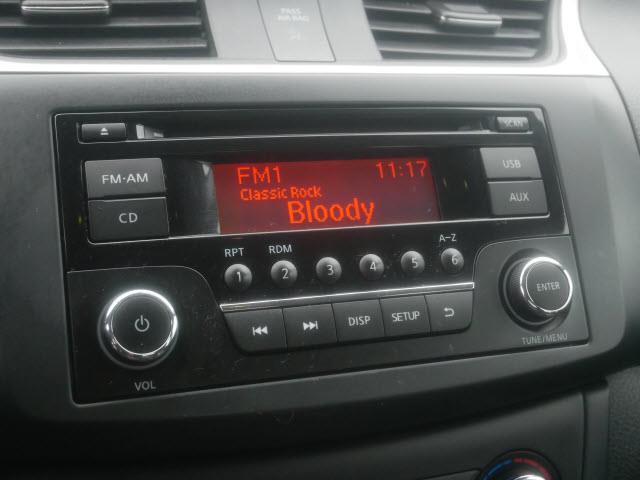 PASS
AIR BAG
SCAN
FM·AM
CD
FM1 11:17
Classic Rock
Bloody
USB
AUX
RPT RDM A–Z
1 2 3 4 5 6
DISP SETUP
ENTER
TUNE/MENU
VOL